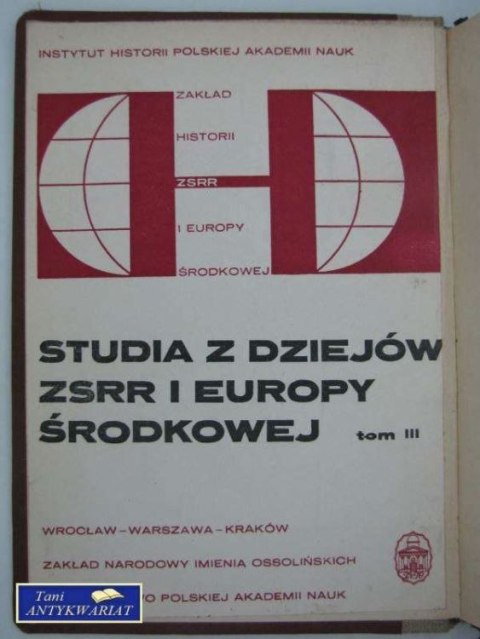 INSTYTUT HISTORII POLSKIEJ AKADEMII NAUK
ZAKŁAD
HISTORII
ZSRR
I EUROPY
ŚRODKOWEJ
STUDIA Z DZIEJÓW
ZSRR I EUROPY
ŚRODKOWEJ tom III
WROCŁAW–WARSZAWA–KRAKÓW
ZAKŁAD NARODOWY IMIENIA OSSOLIŃSKICH
POLSKIEJ AKADEMII NAUK
Tani
ANTYKWARIAT